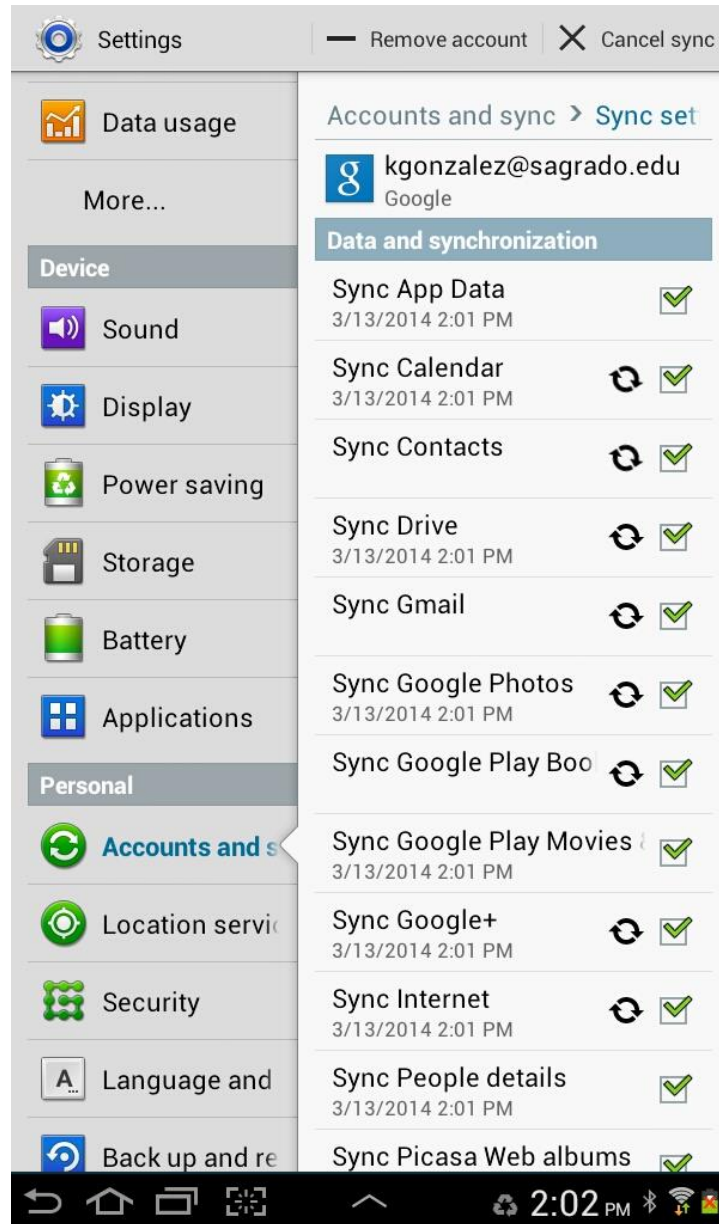 Settings
Remove account
Cancel sync
Data usage
More...
Device
Sound
Display
Power saving
Storage
Battery
Applications
Personal
Accounts and s
Location servic
Security
A
Language and
Back up and re
Accounts and sync > Sync set
g
kgonzalez@sagrado.edu
Google
Data and synchronization
Sync App Data
3/13/2014 2:01 PM
Sync Calendar
3/13/2014 2:01 PM
Sync Contacts
Sync Drive
3/13/2014 2:01 PM
Sync Gmail
Sync Google Photos
3/13/2014 2:01 PM
Sync Google Play Boo
Sync Google Play Movies &
3/13/2014 2:01 PM
Sync Google+
3/13/2014 2:01 PM
Sync Internet
3/13/2014 2:01 PM
Sync People details
3/13/2014 2:01 PM
Sync Picasa Web albums
2:02 PM